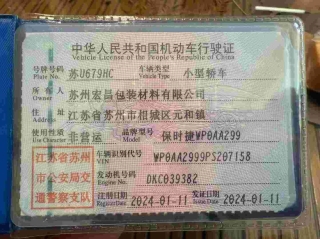 中华人民共和国机动车行驶证
Vehicle License of the People's Republic of China
号牌号码 苏U679HC 车辆类型 小型轿车
Plate No. Vehicle Type
所有人 苏州宏昌包装材料有限公司
Owner
住址 江苏省苏州市相城区元和镇
Address
使用性质 非营运 品牌型号 保时捷WP0AA299
Use Character Model
江苏省苏州市公安局交通警察支队
车辆识别代号 WP0AA2999PS207158
VIN
发动机号码 DKC039382
Engine No.
注册日期 2024-01-11 发证日期 2024-01-11
Register Date Issue Date